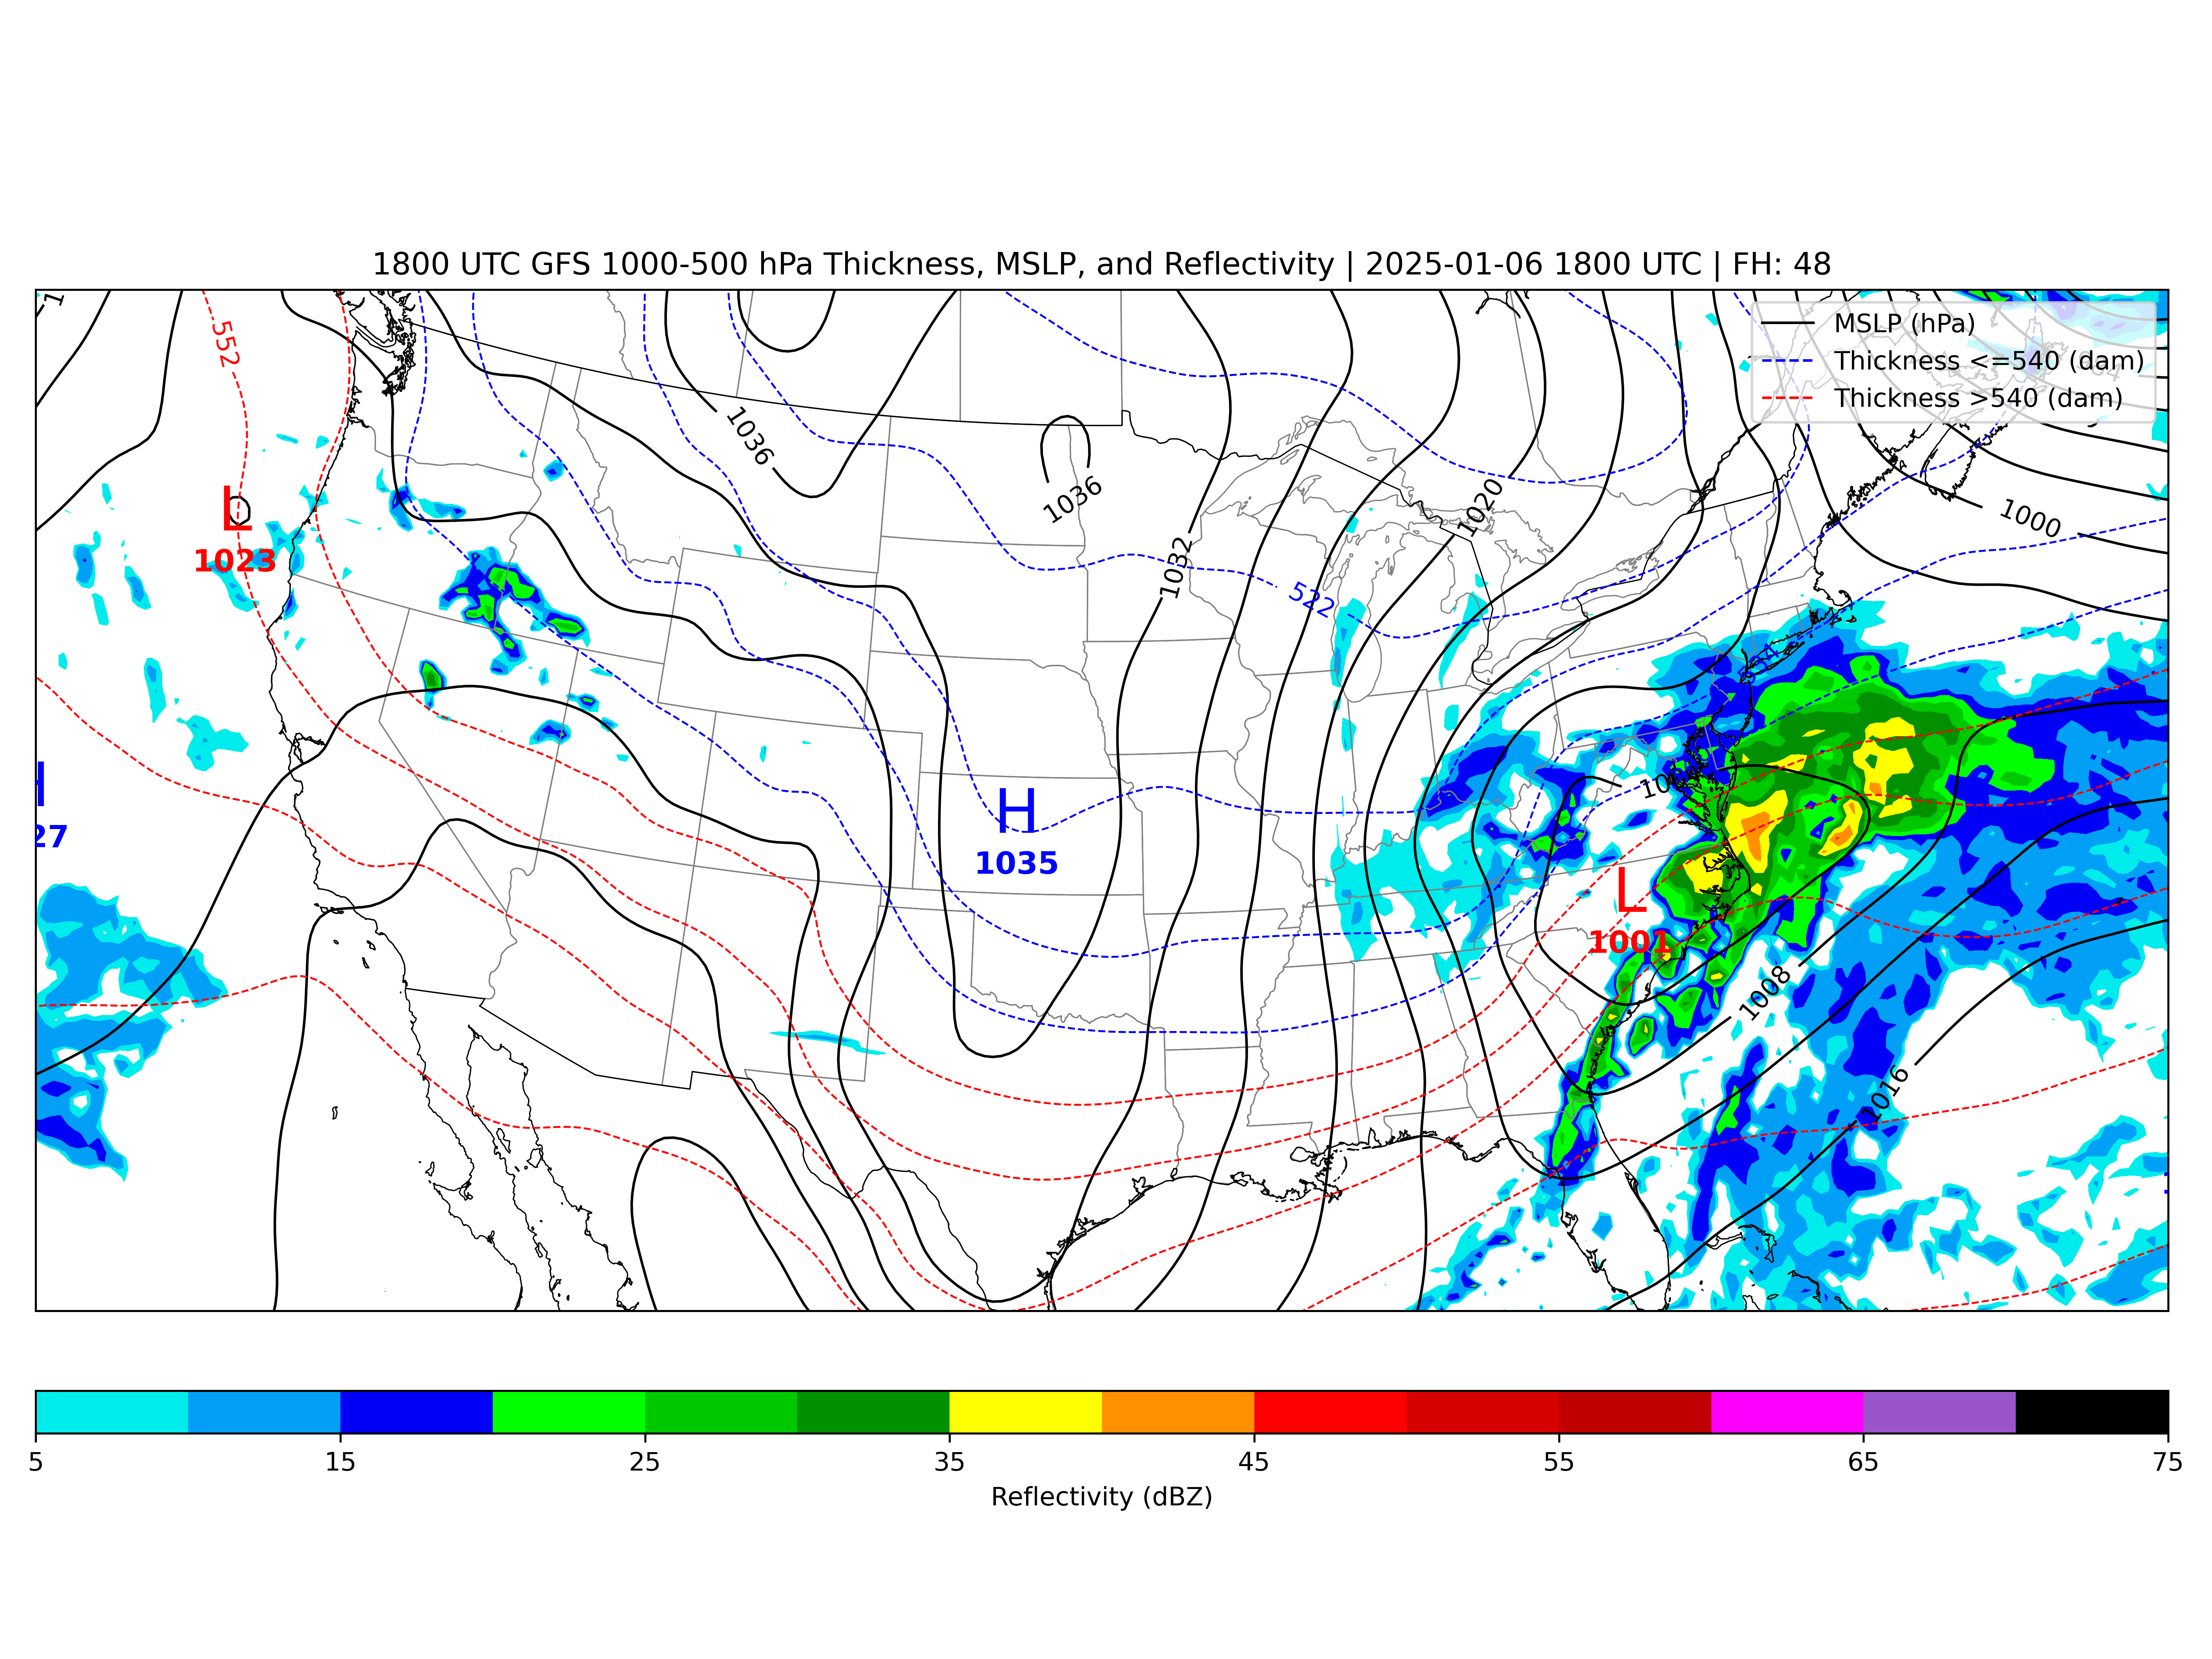 1800 UTC GFS 1000-500 hPa Thickness, MSLP, and Reflectivity | 2025-01-06 1800 UTC | FH: 48
MSLP (hPa)
Thickness <=540 (dam)
Thickness >540 (dam)
552
1036
1036
1020
1000
L
1023
1032
522
H
27
H
1035
L
1001
1008
1016
5 15 25 35 45 55 65 75
Reflectivity (dBZ)